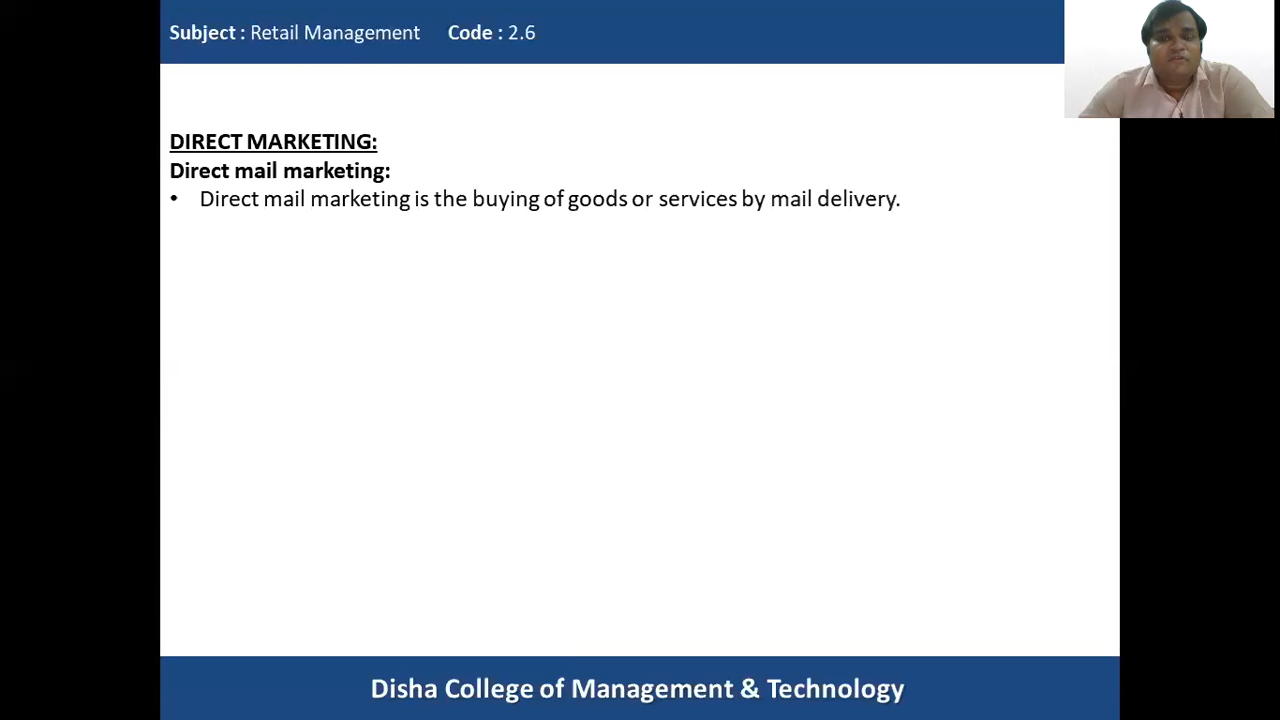 Subject : Retail Management Code : 2.6
DIRECT MARKETING:
Direct mail marketing:
• Direct mail marketing is the buying of goods or services by mail delivery.
Disha College of Management & Technology